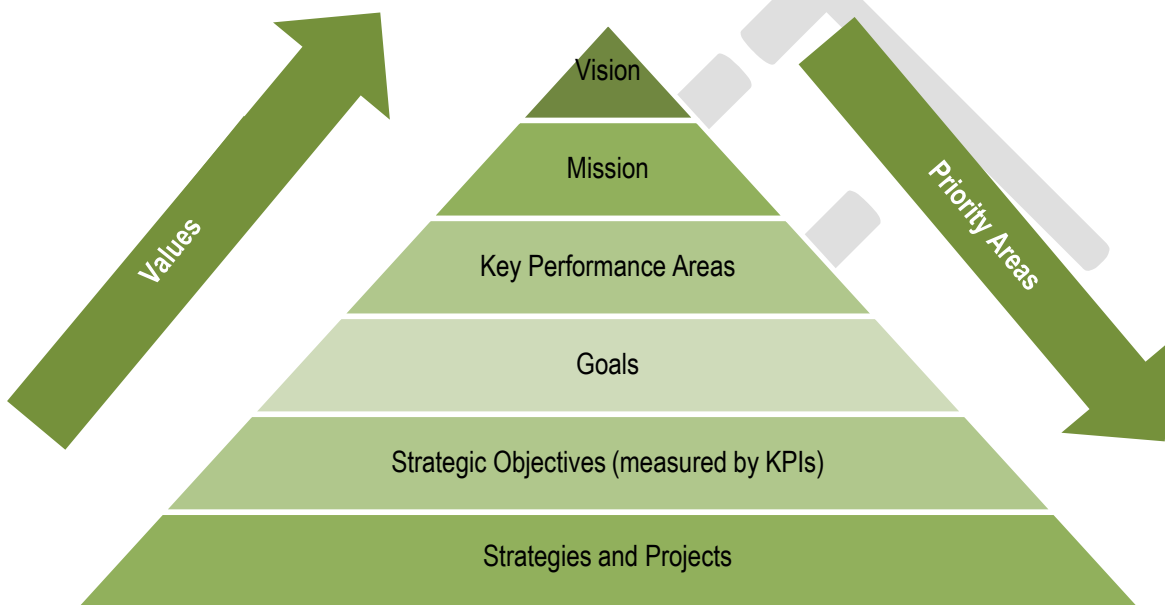 Vision
Mission
Values
Priority Areas
Key Performance Areas
Goals
Strategic Objectives (measured by KPIs)
Strategies and Projects